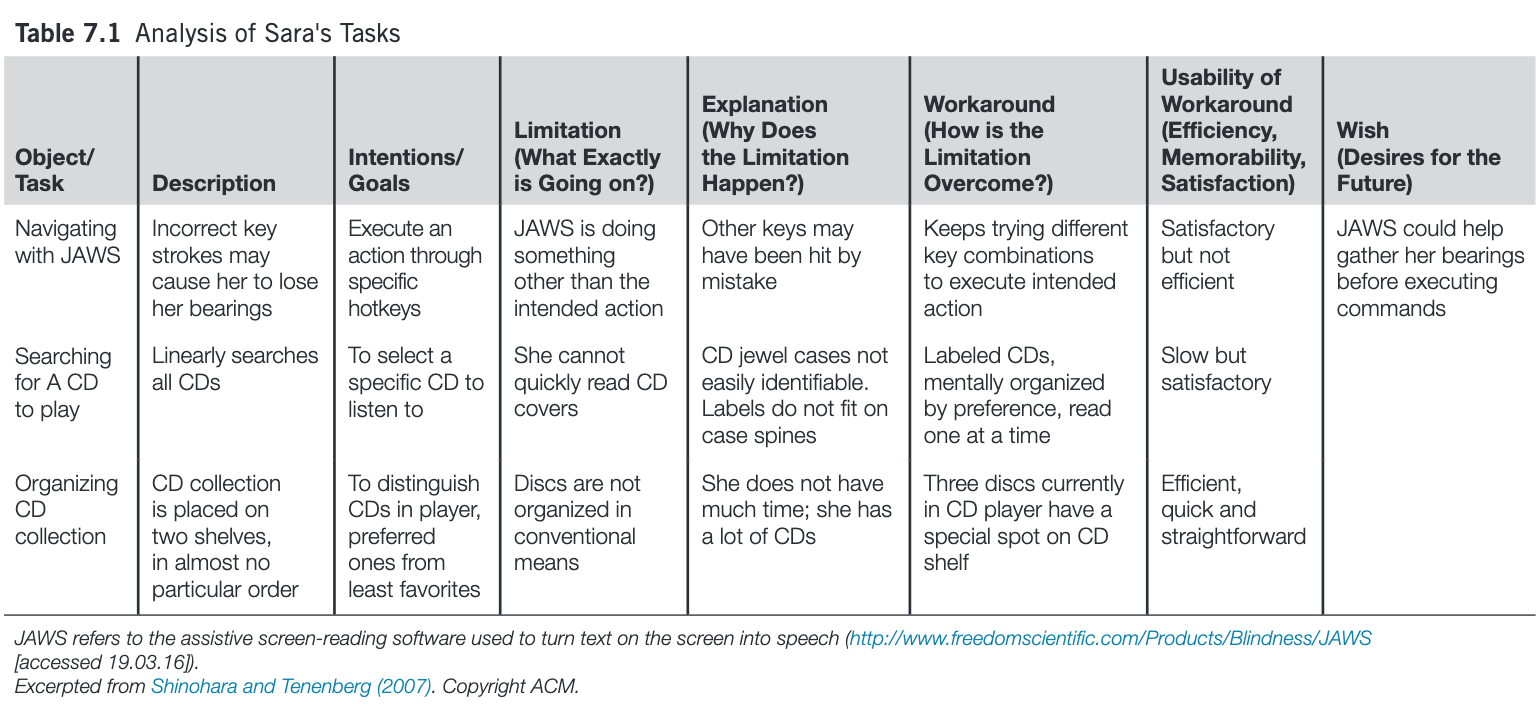 Table 7.1 Analysis of Sara's Tasks
Object/
Task
Description
Intentions/
Goals
Limitation
(What Exactly
is Going on?)
Explanation
(Why Does
the Limitation
Happen?)
Workaround
(How is the
Limitation
Overcome?)
Usability of
Workaround
(Efficiency,
Memorability,
Satisfaction)
Wish
(Desires for the
Future)
Navigating
with JAWS
Incorrect key
strokes may
cause her to lose
her bearings
Execute an
action through
specific
hotkeys
JAWS is doing
something
other than the
intended action
Other keys may
have been hit by
mistake
Keeps trying different
key combinations
to execute intended
action
Satisfactory
but not
efficient
JAWS could help
gather her bearings
before executing
commands
Searching
for A CD
to play
Linearly searches
all CDs
To select a
specific CD to
listen to
She cannot
quickly read CD
covers
CD jewel cases not
easily identifiable.
Labels do not fit on
case spines
Labeled CDs,
mentally organized
by preference, read
one at a time
Slow but
satisfactory
Organizing
CD
collection
CD collection
is placed on
two shelves,
in almost no
particular order
To distinguish
CDs in player,
preferred
ones from
least favorites
Discs are not
organized in
conventional
means
She does not have
much time; she has
a lot of CDs
Three discs currently
in CD player have a
special spot on CD
shelf
Efficient,
quick and
straightforward
JAWS refers to the assistive screen-reading software used to turn text on the screen into speech (http://www.freedomscientific.com/Products/Blindness/JAWS
[accessed 19.03.16]).
Excerpted from Shinohara and Tenenberg (2007). Copyright ACM.